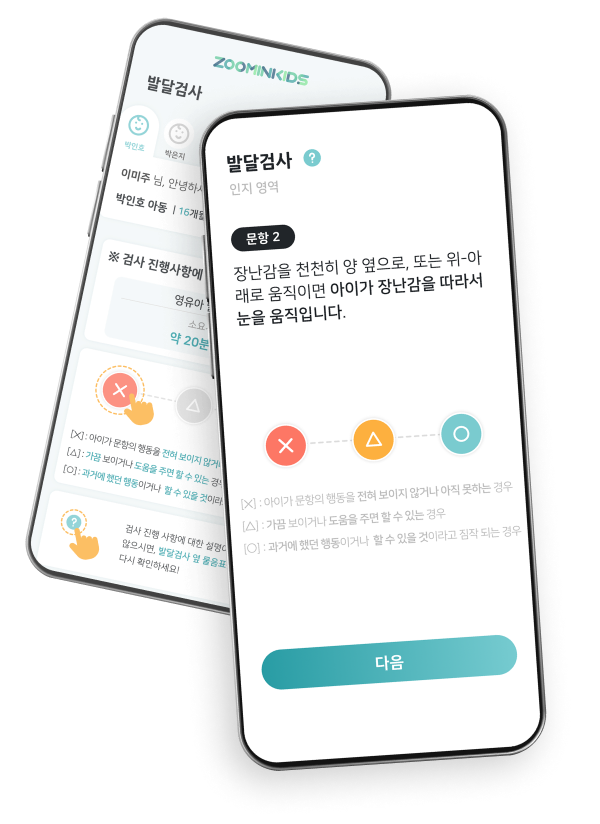 ZOOMINKIDS
발달검사
박인호
박은지
이미주 님, 안녕하
박인호 아동 | 16개월
※ 검사 진행사항에
영유아
소요
약 20분
[X] : 아이가 문항의 행동을 전혀 보이지 않거나
[△] : 가끔 보이거나 도움을 주면 할 수 있는 경
[○] : 과거에 했던 행동이거나 할 수 있을 것이라
?
검사 진행 사항에 대한 설명
않으시면, 발달검사 옆 물음표
다시 확인하세요!
발달검사 ?
인지 영역
문항 2
장난감을 천천히 양 옆으로, 또는 위-아
래로 움직이면 아이가 장난감을 따라서
눈을 움직입니다.
[X] : 아이가 문항의 행동을 전혀 보이지 않거나 아직 못하는 경우
[△] : 가끔 보이거나 도움을 주면 할 수 있는 경우
[○] : 과거에 했던 행동이거나 할 수 있을 것이라고 짐작 되는 경우
다음